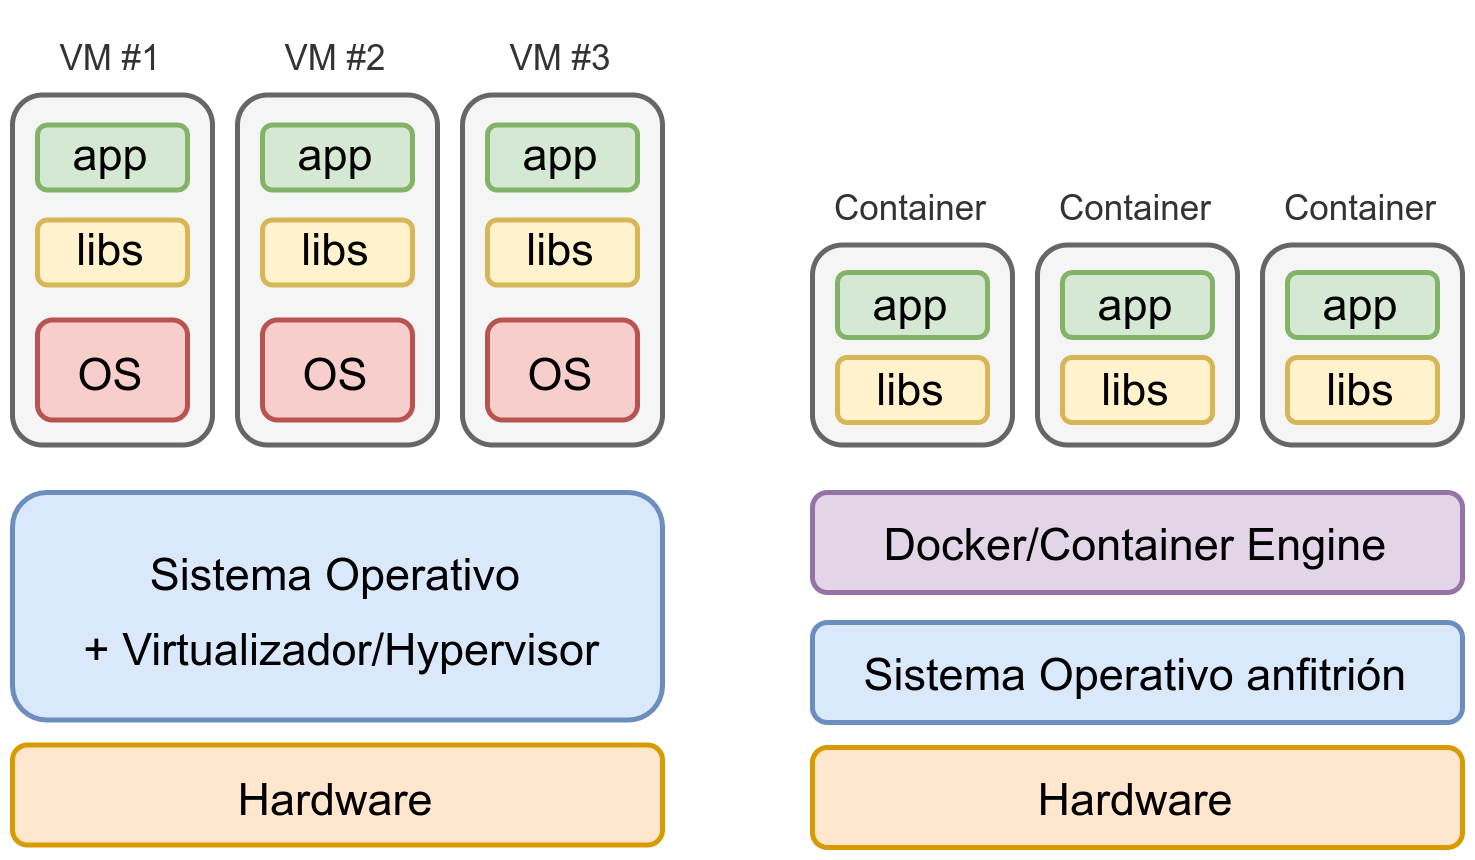 VM #1
VM #2
VM #3
app
app
app
libs
libs
libs
OS
OS
OS
Sistema Operativo
+ Virtualizador/Hypervisor
Hardware
Container
Container
Container
app
app
app
libs
libs
libs
Docker/Container Engine
Sistema Operativo anfitrión
Hardware